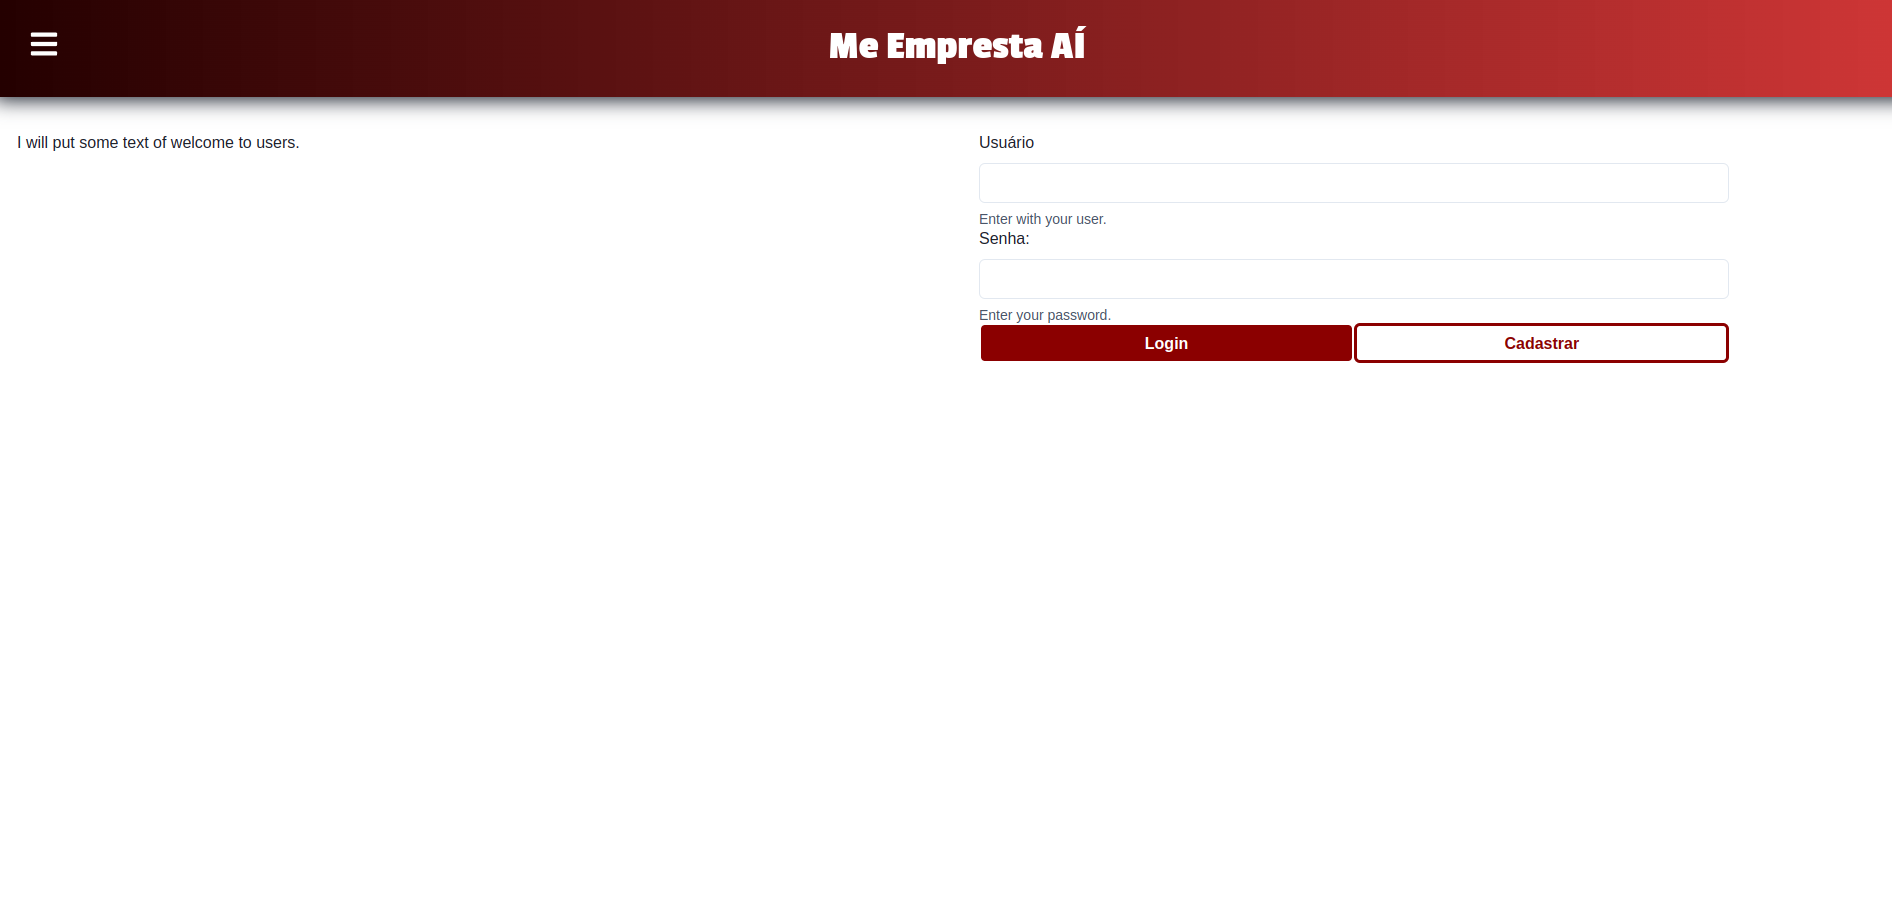 Me Empresta AÍ
I will put some text of welcome to users.
Usuário
Enter with your user.
Senha:
Enter your password.
Login
Cadastrar